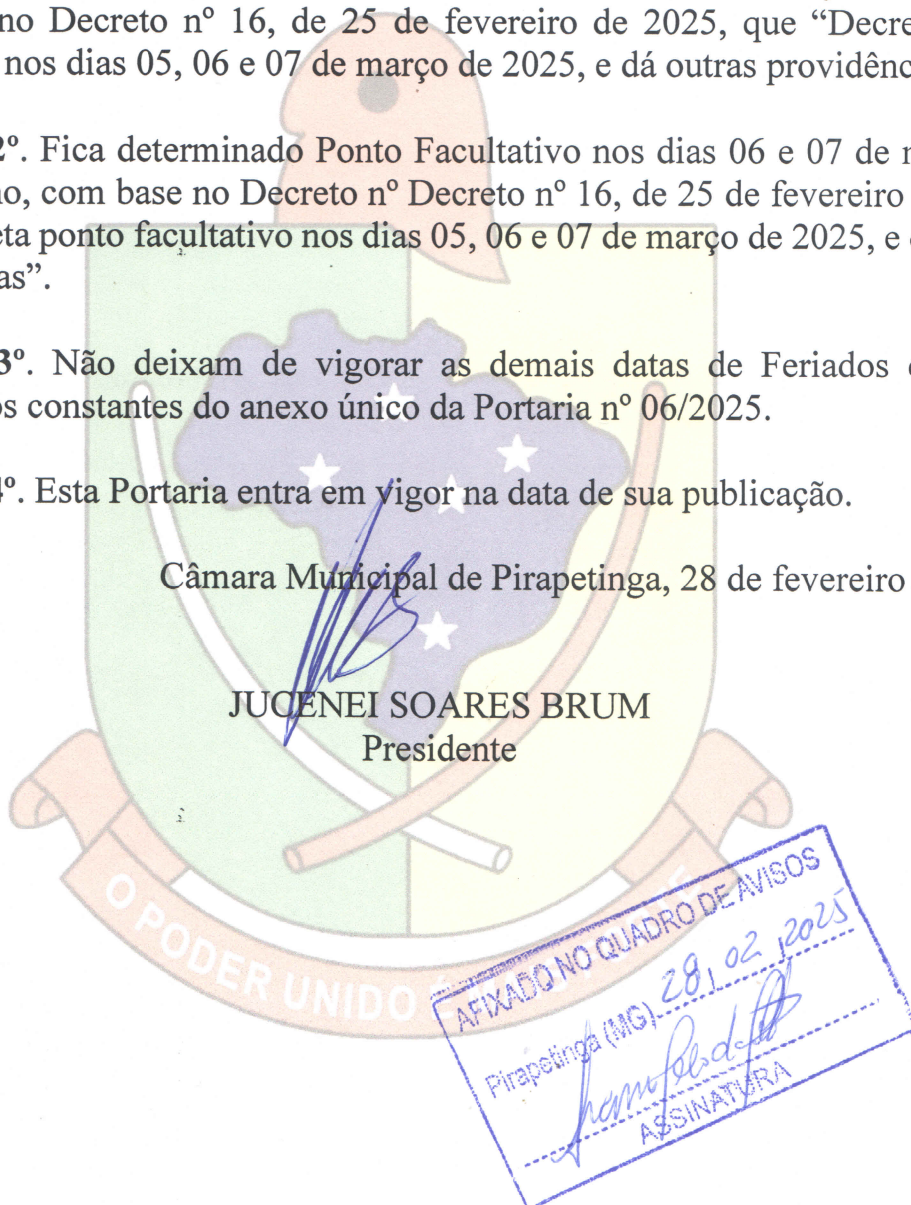 no Decreto nº 16, de 25 de fevereiro de 2025, que “Decre
nos dias 05, 06 e 07 de março de 2025, e dá outras providênc
2º. Fica determinado Ponto Facultativo nos dias 06 e 07 de
no, com base no Decreto nº Decreto nº 16, de 25 de fevereiro
eta ponto facultativo nos dias 05, 06 e 07 de março de 2025, e
as”.
3º. Não deixam de vigorar as demais datas de Feriados
os constantes do anexo único da Portaria nº 06/2025.
4º. Esta Portaria entra em vigor na data de sua publicação.
Câmara Municipal de Pirapetinga, 28 de fevereiro
JUCENEI SOARES BRUM
Presidente
O PODER UNIDO É
AFIXADO NO QUADRO DE AVISOS
Pirapetinga (MG) 28, 02, 2025
ASSINATURA